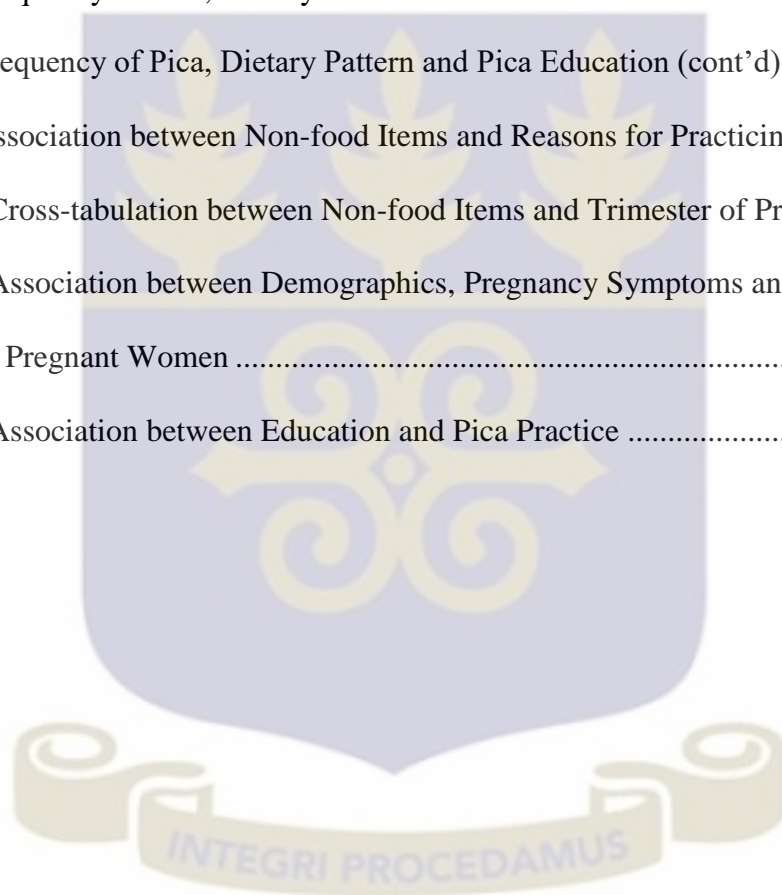 equency of Pica, Dietary Pattern and Pica Education (cont’d)
ssociation between Non-food Items and Reasons for Practicin
Cross-tabulation between Non-food Items and Trimester of Pr
Association between Demographics, Pregnancy Symptoms an
Pregnant Women ...........................................................
Association between Education and Pica Practice ...................
INTEGRI PROCEDAMUS